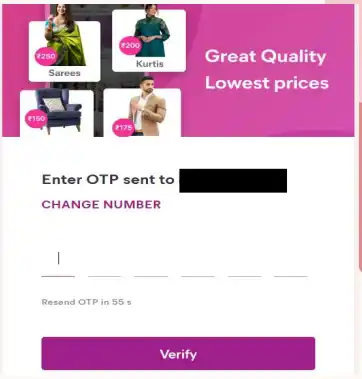 ₹250
Sarees
₹200
Kurtis
₹150
₹175
Great Quality
Lowest prices
Enter OTP sent to
CHANGE NUMBER
Resend OTP in 55 s
Verify